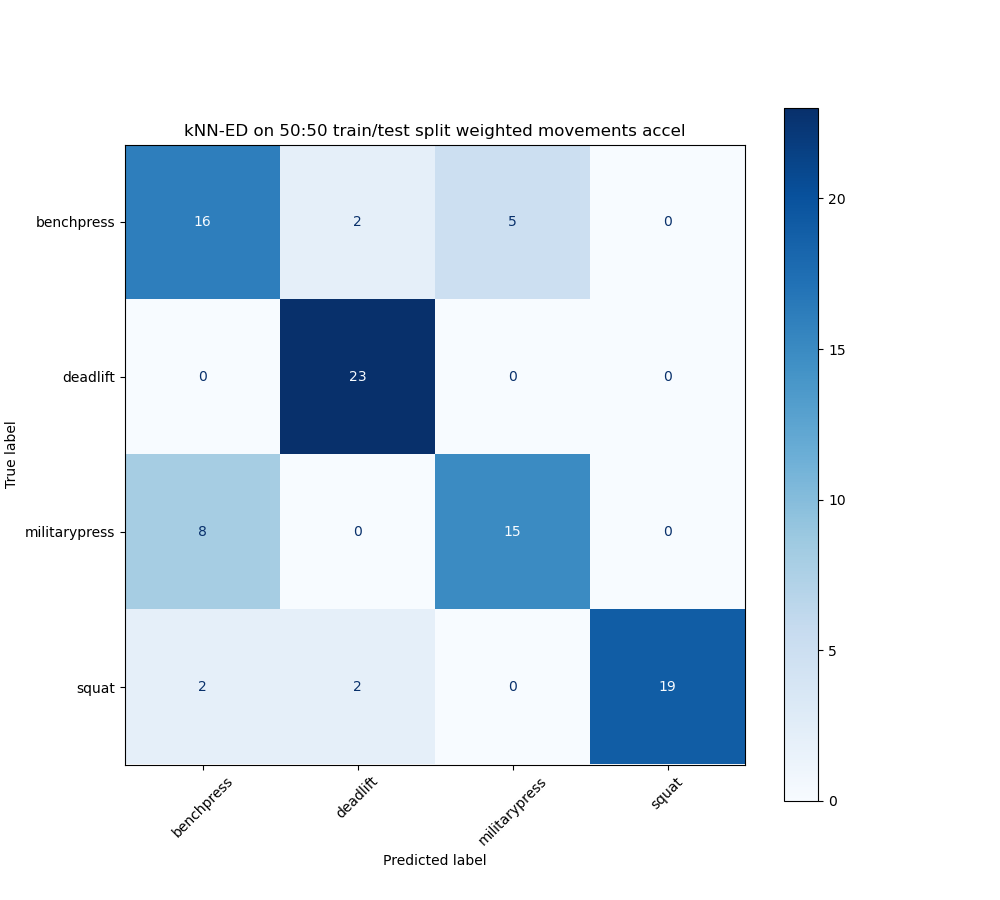 kNN-ED on 50:50 train/test split weighted movements accel
True label
benchpress 16 2 5 0
deadlift 0 23 0 0
militarypress 8 0 15 0
squat 2 2 0 19
benchpress deadlift militarypress squat
Predicted label
20
15
10
5
0